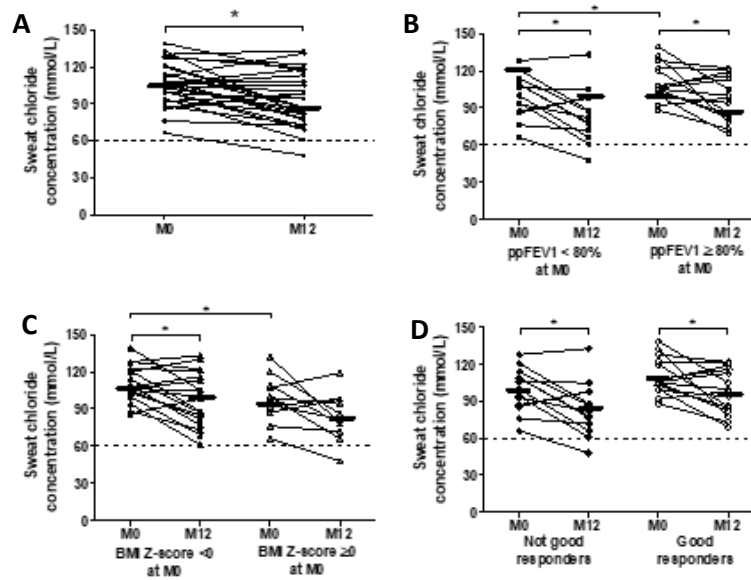 A
*
Sweat chloride
concentration (mmol/L)
150
120
90
60
30
0
M0
M12
B
*
*
*
Sweat chloride
concentration (mmol/L)
150
120
90
60
30
0
M0
M12
M0
M12
ppFEV1 < 80%
at M0
ppFEV1 ≥ 80%
at M0
C
*
*
Sweat chloride
concentration (mmol/L)
150
120
90
60
30
0
M0
M12
M0
M12
BMI Z-score <0
at M0
BMI Z-score ≥0
at M0
D
*
*
Sweat chloride
concentration (mmol/L)
150
120
90
60
30
0
M0
M12
M0
M12
Not good
responders
Good
responders